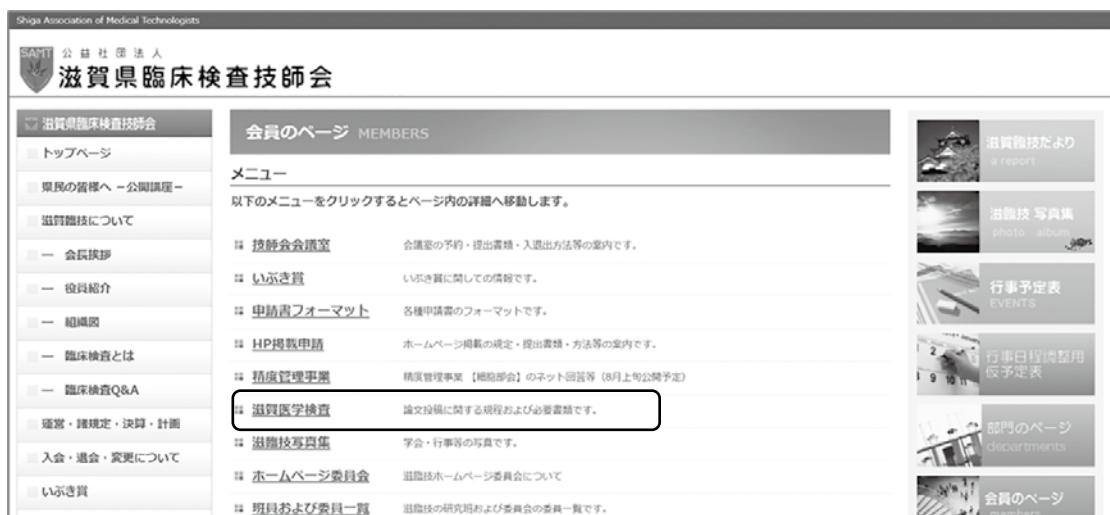 Shiga Association of Medical Technologists
SAMT 公益社団法人
滋賀県臨床検査技師会
滋賀県臨床検査技師会
トップページ
県民の皆様へ －公開講座－
滋賀臨技について
― 会長挨拶
― 役員紹介
― 組織図
― 臨床検査とは
― 臨床検査Q&A
運営・諸規定・決算・計画
入会・退会・変更について
いぶき賞
会員のページ MEMBERS
メニュー
以下のメニューをクリックするとページ内の詳細へ移動します。
技師会会議室 会議室の予約・提出書類・入退出方法等の案内です。
いぶき賞 いぶき賞に関しての情報です。
申請書フォーマット 各種申請書のフォーマットです。
HP掲載申請 ホームページ掲載の規定・提出書類・方法等の案内です。
精度管理事業 精度管理事業 【細胞部会】のネット回答等（8月上旬公開予定）
滋賀医学検査 論文投稿に関する規程および必要書類です。
滋臨技写真集 学会・行事等の写真です。
ホームページ委員会 滋臨技ホームページ委員会について
班員および委員一覧 滋臨技の研究班および委員会の委員一覧です。
滋賀臨技だより
a report
滋臨技 写真集
photo album
行事予定表
EVENTS
行事日程調整用
仮予定表
部門のページ
departments
会員のページ
members